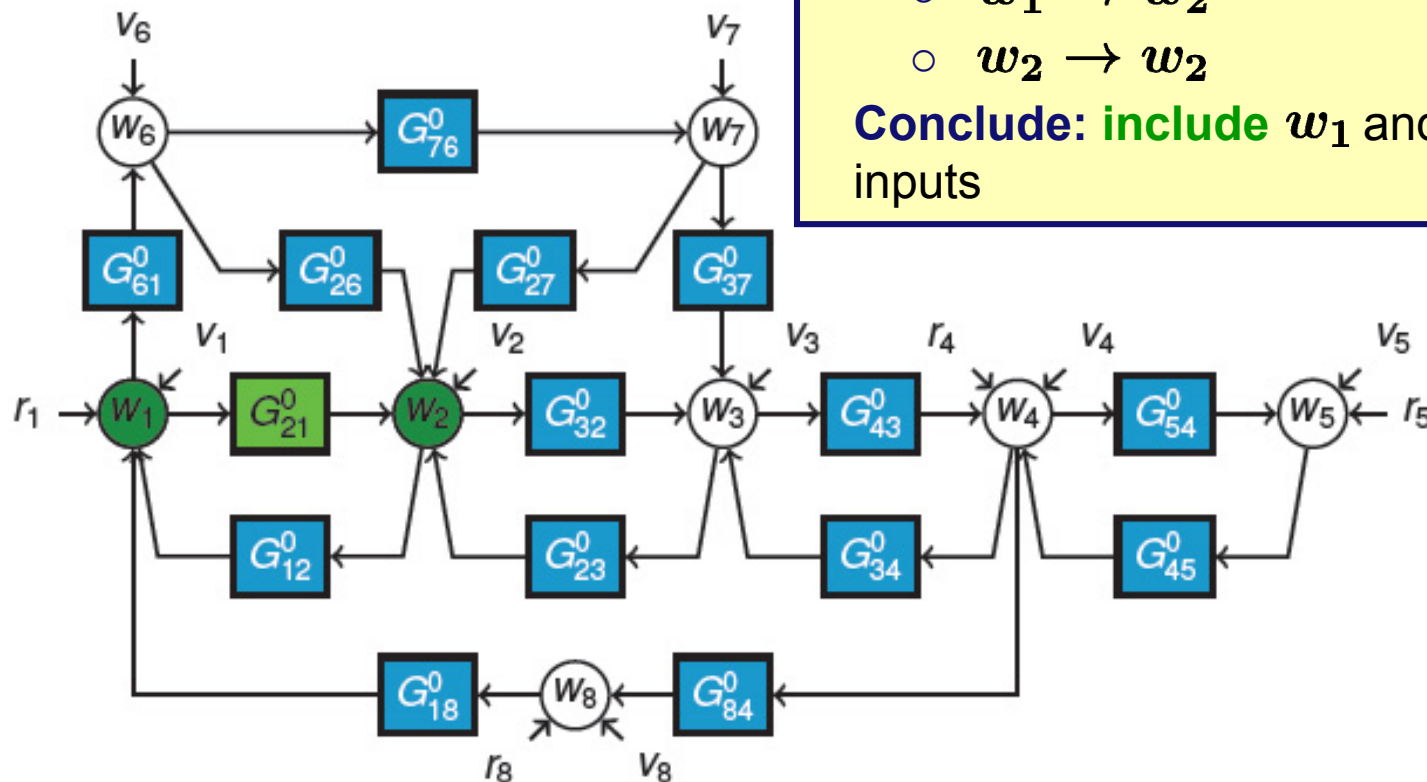 w₁ → w₂
○ w₂ → w₂
Conclude: include w₁ and
inputs
v₆
v₇
w₆
G⁰₇₆
w₇
G⁰₆₁
G⁰₂₆
G⁰₂₇
G⁰₃₇
v₁
v₂
v₃
r₄
v₄
v₅
r₁
w₁
G⁰₂₁
w₂
G⁰₃₂
w₃
G⁰₄₃
w₄
G⁰₅₄
w₅
r₅
G⁰₁₂
G⁰₂₃
G⁰₃₄
G⁰₄₅
G⁰₁₈
w₈
G⁰₈₄
r₈
v₈